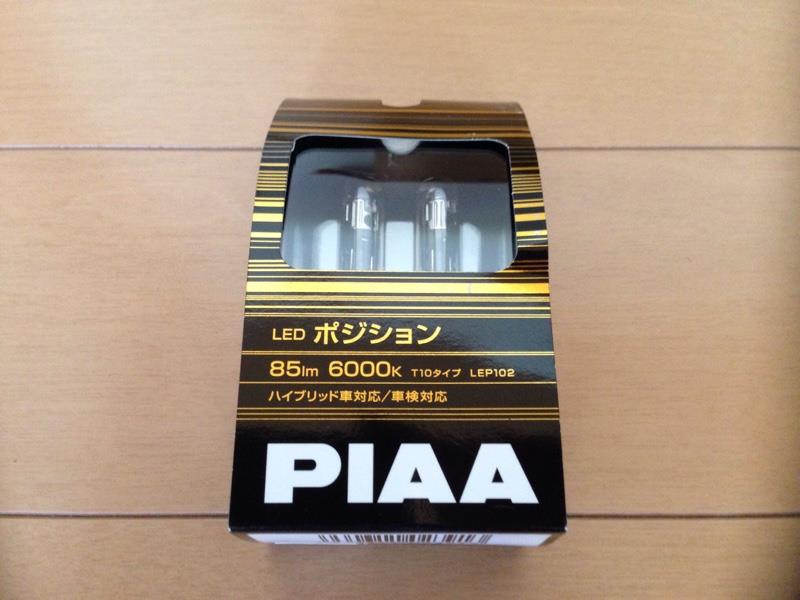 LED ポジション
85lm 6000K T10タイプ LEP102
ハイブリッド車対応/車検対応
PIAA